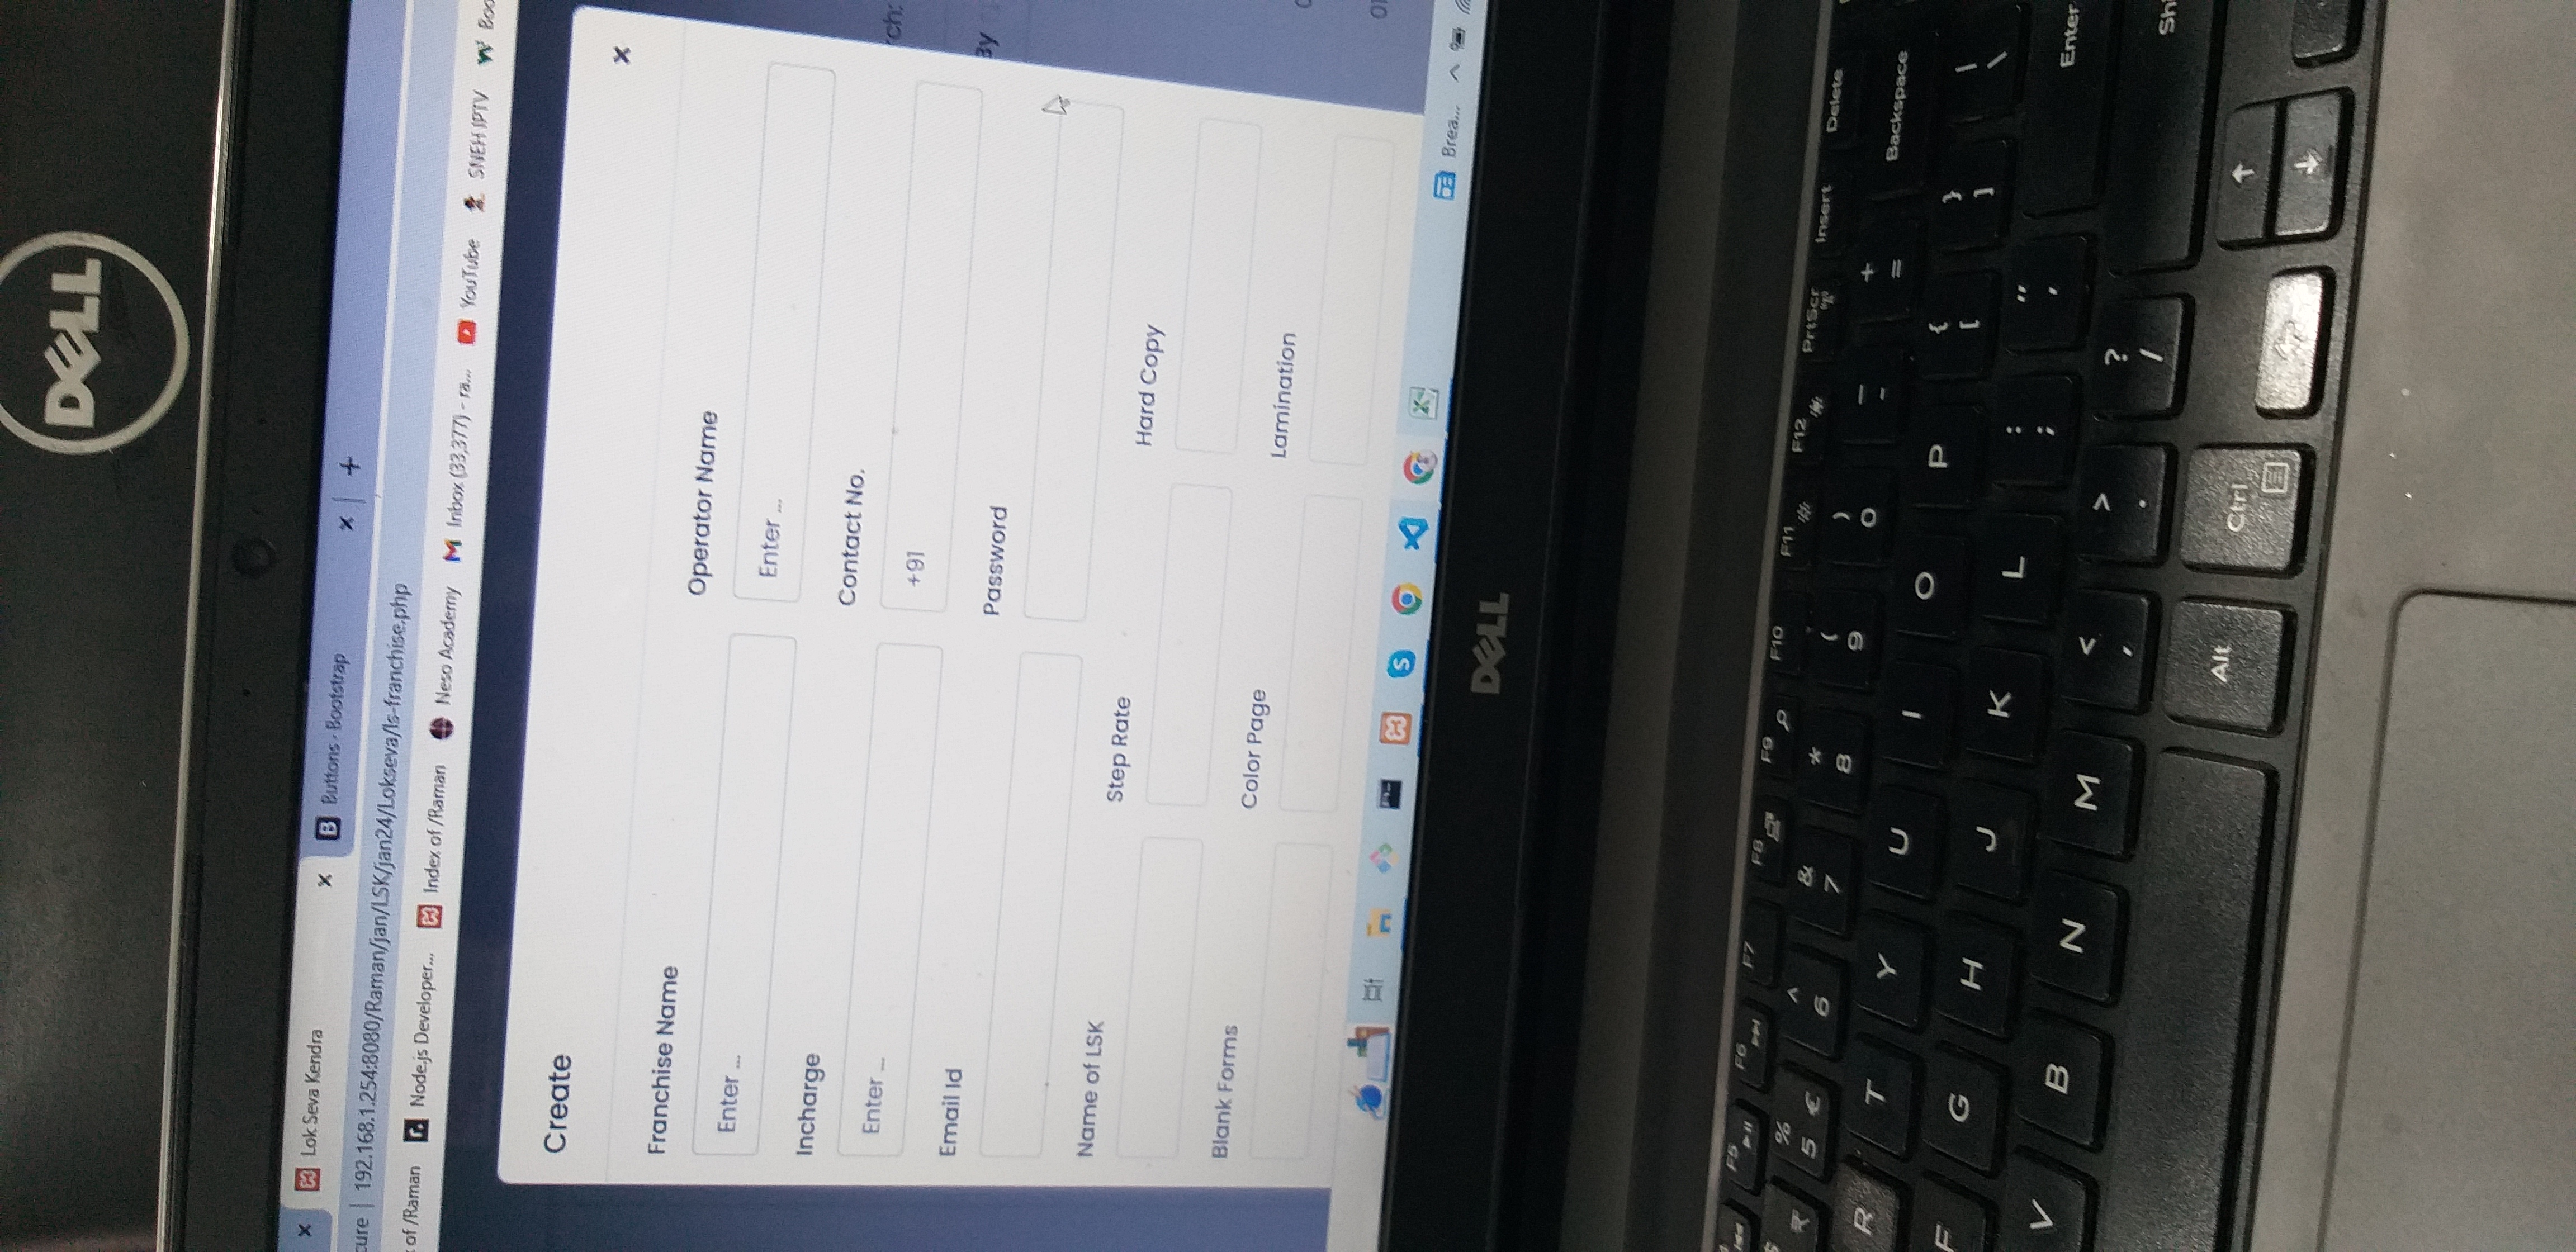 DELL
Lok Seva Kendra
Buttons · Bootstrap
cure | 192.168.1.254:8080/Raman/jan/LSK/jan24/Lokseva/ls-franchise.php
of /Raman Node.js Developer... Index of /Raman Neso Academy Inbox (33,377) - ra... YouTube SNEH IPTV Boo
Create
Franchise Name
Operator Name
Enter ...
Enter ...
Incharge
Contact No.
Enter ...
+91
rch:
Email Id
Password
By
Name of LSK
Step Rate
Hard Copy
Blank Forms
Color Page
Lamination
01
Brea...
DELL
F5 F6 F7 F8 F9 F10 F11 F12 PrtScr Insert Delete
$ ₹ % 5 € ^ 6 & 7 * 8 ( 9 ) 0 _ - + = Backspace
R T Y U I O P { [ } ] | \
F G H J K L : ; " ' Enter
V B N M < , > . ? / Shi
Alt Ctrl